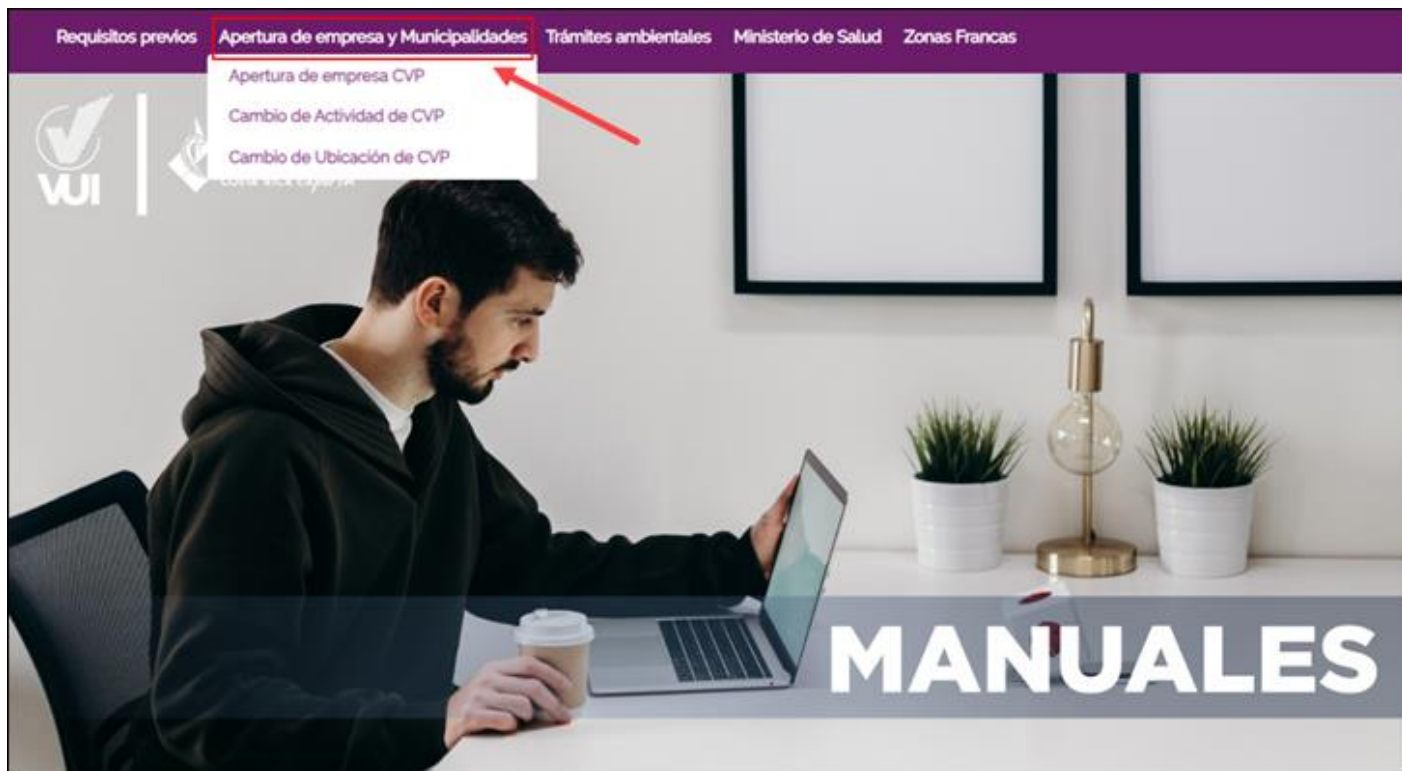 Requisitos previos Apertura de empresa y Municipalidades Trámites ambientales Ministerio de Salud Zonas Francas
Apertura de empresa CVP
Cambio de Actividad de CVP
Cambio de Ubicación de CVP
VUI
MANUALES